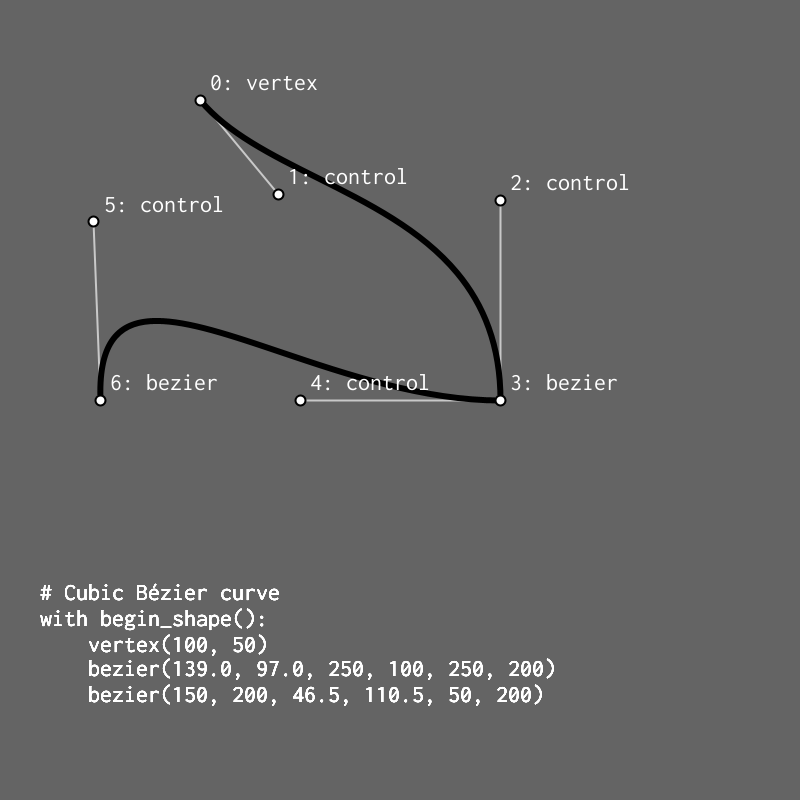 0: vertex
1: control
2: control
5: control
6: bezier
4: control
3: bezier
# Cubic Bézier curve
with begin_shape():
    vertex(100, 50)
    bezier(139.0, 97.0, 250, 100, 250, 200)
    bezier(150, 200, 46.5, 110.5, 50, 200)